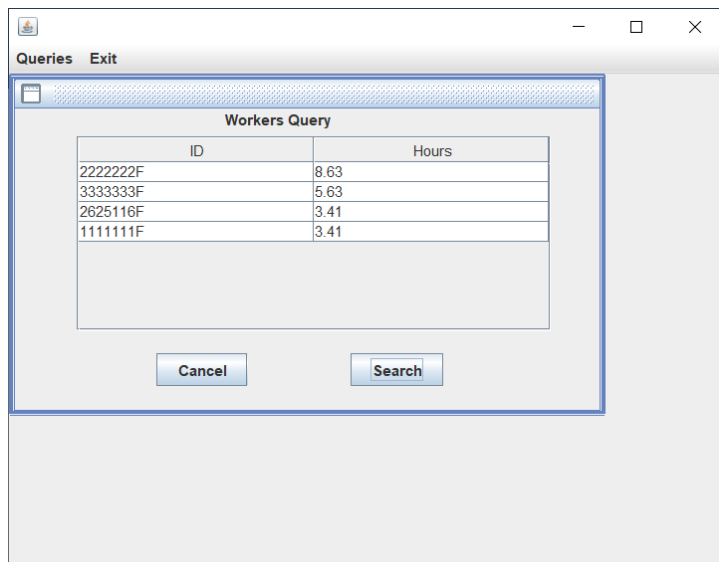 Queries Exit
Workers Query
ID Hours
2222222F 8.63
3333333F 5.63
2625116F 3.41
1111111F 3.41
Cancel Search